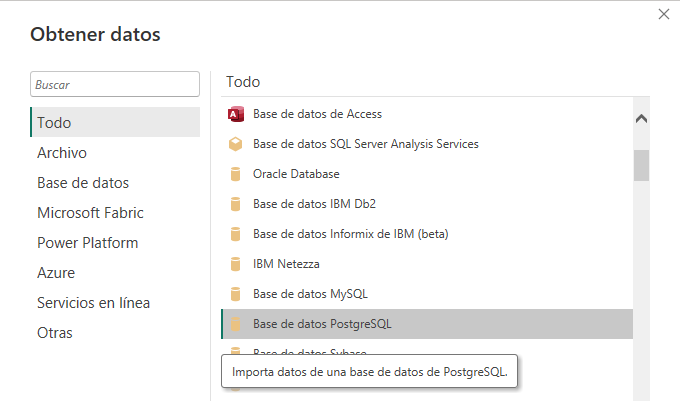 Obtener datos
Buscar
Todo
Archivo
Base de datos
Microsoft Fabric
Power Platform
Azure
Servicios en línea
Otras
Todo
Base de datos de Access
Base de datos SQL Server Analysis Services
Oracle Database
Base de datos IBM Db2
Base de datos Informix de IBM (beta)
IBM Netezza
Base de datos MySQL
Base de datos PostgreSQL
Base de datos Sybase
Importa datos de una base de datos de PostgreSQL.